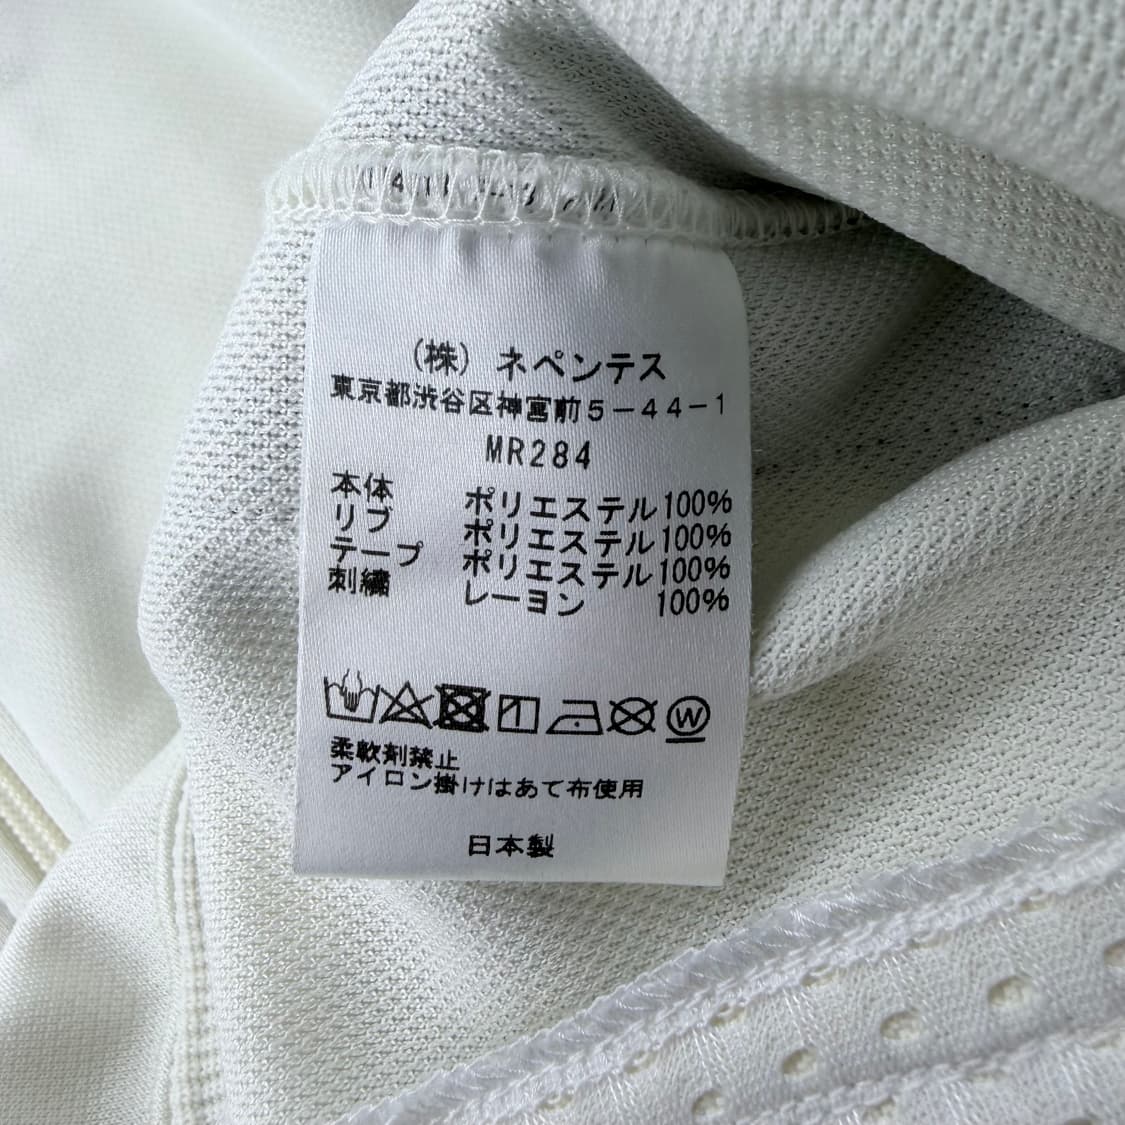 (株) ネペンテス
東京都渋谷区神宮前5-44-1
MR284
本体 ポリエステル100%
リブ ポリエステル100%
テープ ポリエステル100%
刺繍 レーヨン 100%
W
柔軟剤禁止
アイロン掛けはあて布使用
日本製